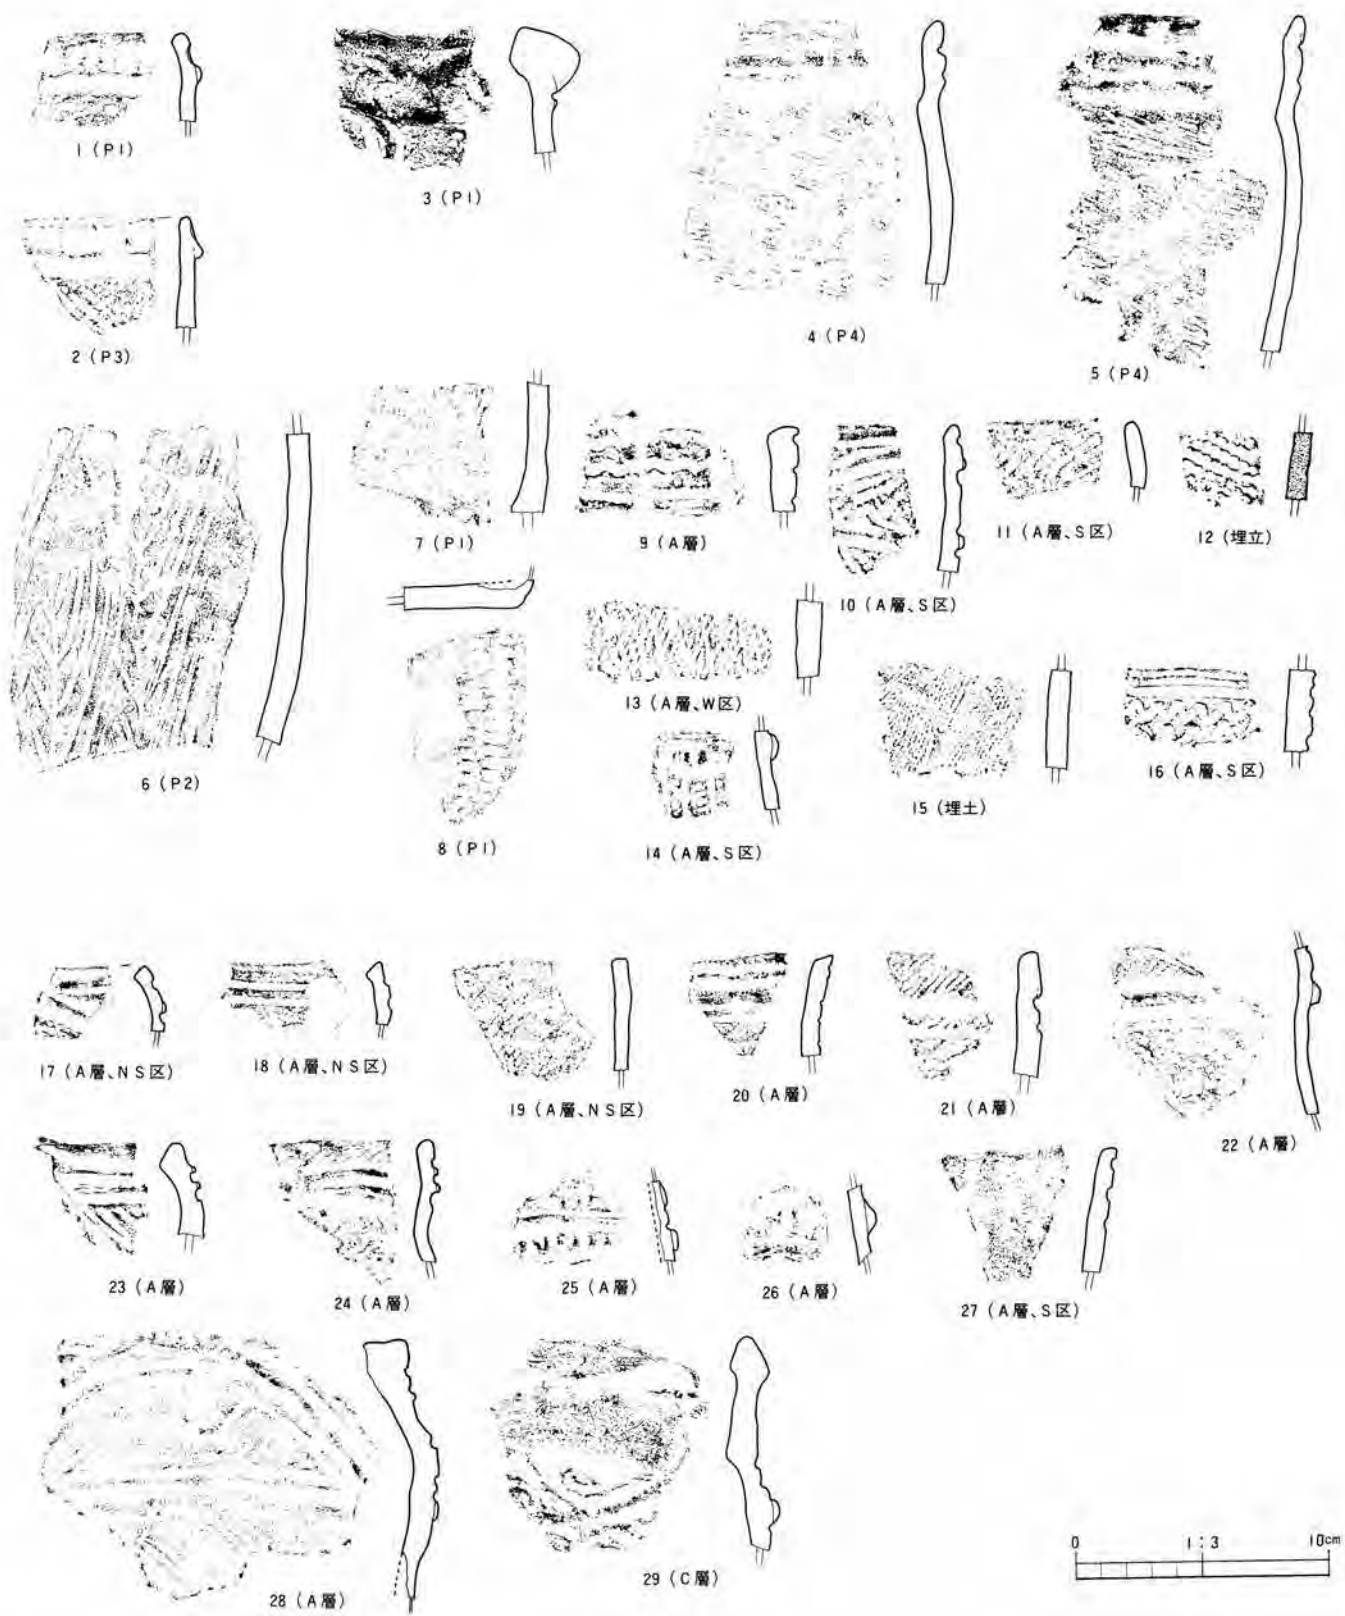 1 (P1)
2 (P3)
3 (P1)
4 (P4)
5 (P4)
6 (P2)
7 (P1)
8 (P1)
9 (A層)
10 (A層、S区)
11 (A層、S区)
12 (埋立)
13 (A層、W区)
14 (A層、S区)
15 (埋土)
16 (A層、S区)
17 (A層、NS区)
18 (A層、NS区)
19 (A層、NS区)
20 (A層)
21 (A層)
22 (A層)
23 (A層)
24 (A層)
25 (A層)
26 (A層)
27 (A層、S区)
28 (A層)
29 (C層)
0 1:3 10cm